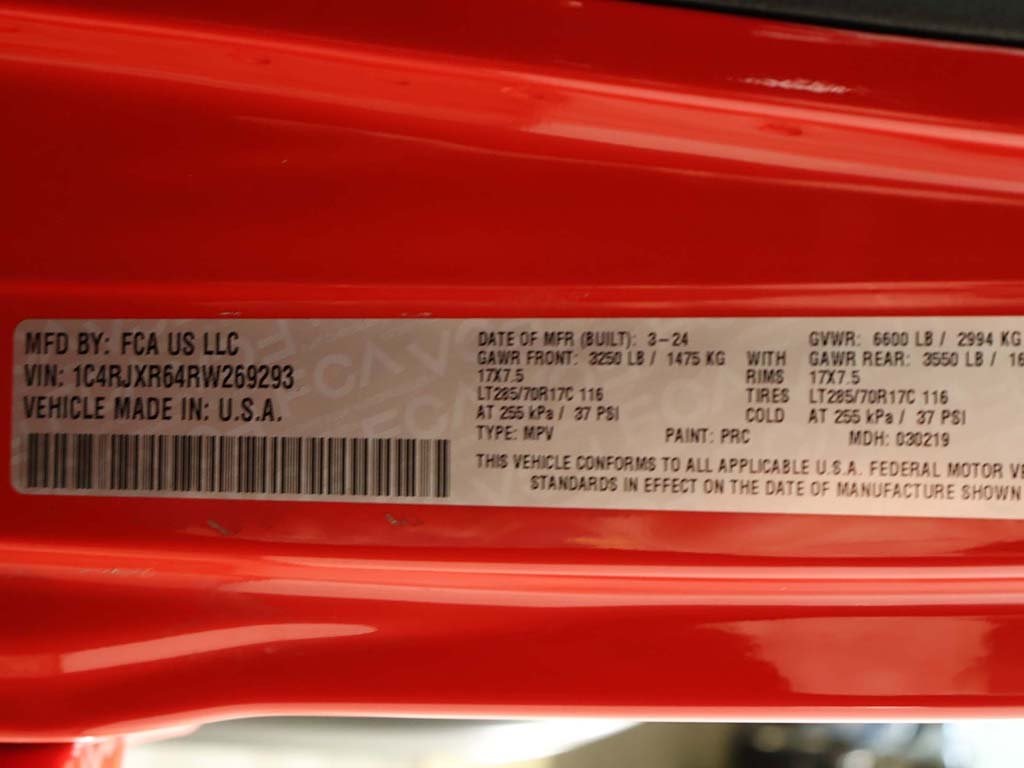 MFD BY: FCA US LLC
VIN: 1C4RJXR64RW269293
VEHICLE MADE IN: U.S.A.
DATE OF MFR (BUILT): 3-24 GVWR: 6600 LB / 2994 KG
GAWR FRONT: 3250 LB / 1475 KG WITH GAWR REAR: 3550 LB / 16
17X7.5 RIMS 17X7.5
LT285/70R17C 116 TIRES LT285/70R17C 116
AT 255 kPa / 37 PSI COLD AT 255 kPa / 37 PSI
TYPE: MPV PAINT: PRC MDH: 030219
THIS VEHICLE CONFORMS TO ALL APPLICABLE U.S.A. FEDERAL MOTOR VE
STANDARDS IN EFFECT ON THE DATE OF MANUFACTURE SHOWN